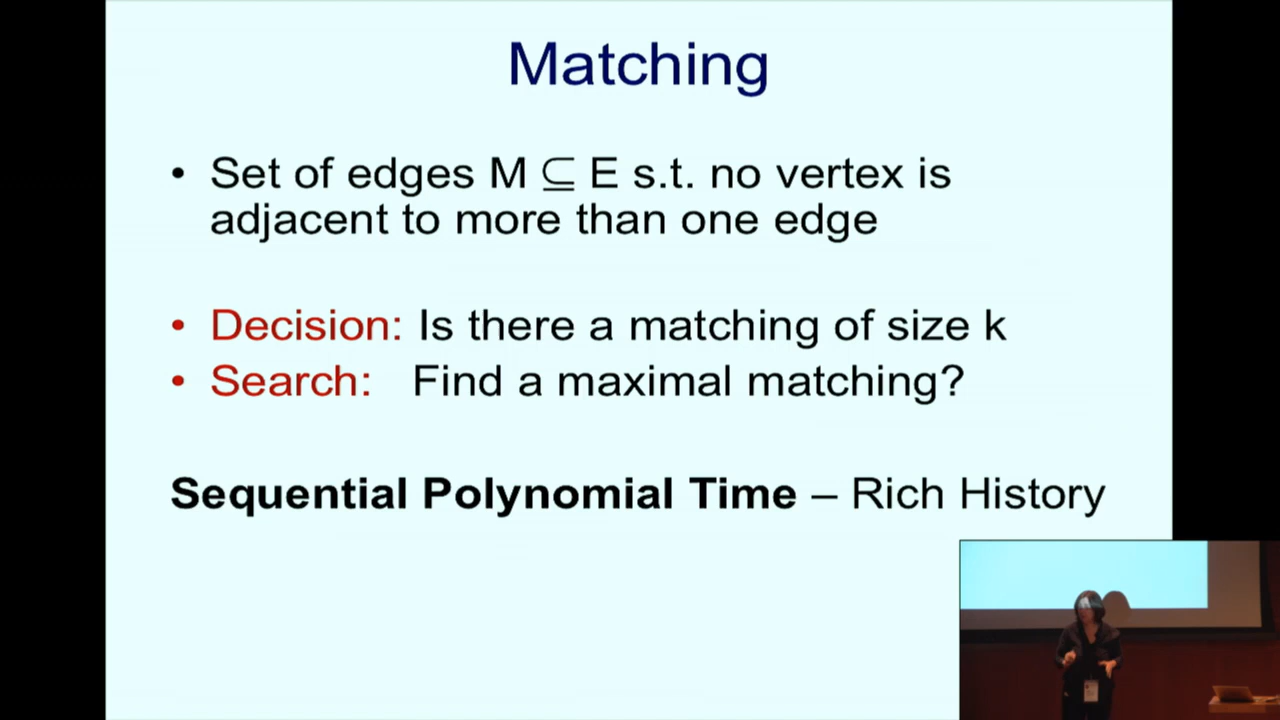 Matching
• Set of edges M ⊆ E s.t. no vertex is
adjacent to more than one edge
• Decision: Is there a matching of size k
• Search: Find a maximal matching?
Sequential Polynomial Time – Rich History